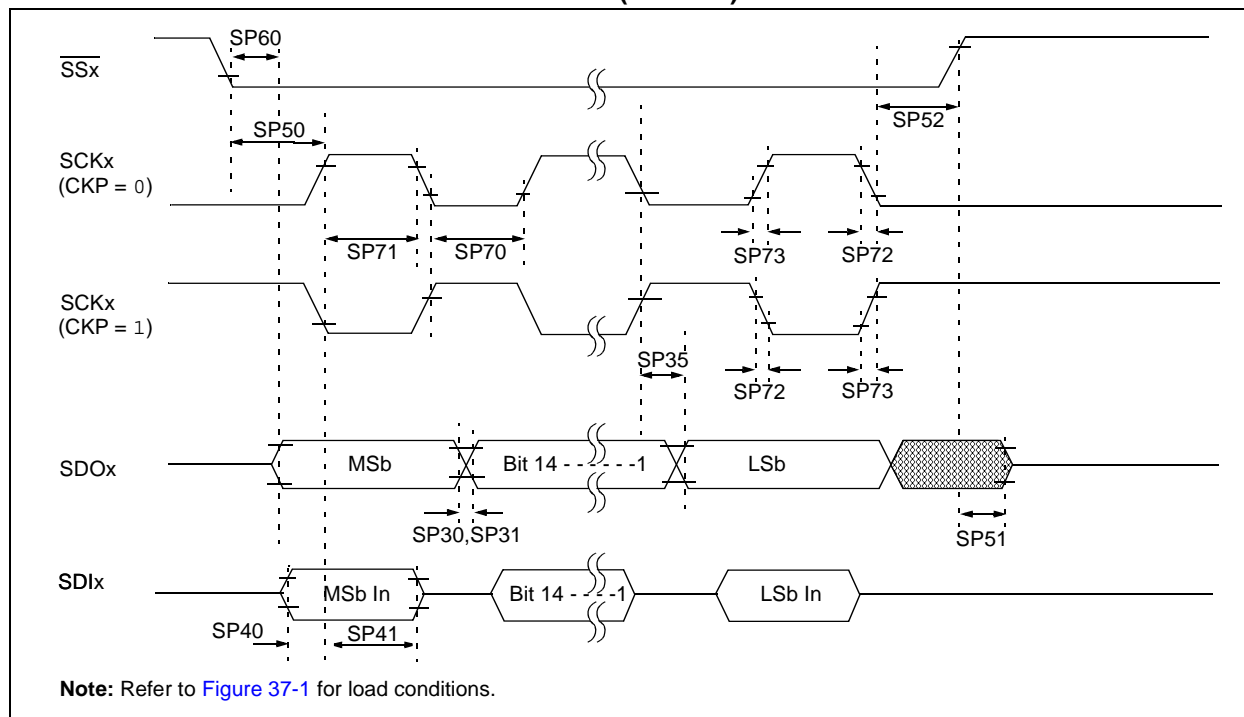 SP60
SSx
SP50
SP52
SCKx
(CKP = 0)
SP71
SP70
SP73
SP72
SCKx
(CKP = 1)
SP35
SP72
SP73
SDOx
MSb
Bit 14 - - - - - -1
LSb
SP30,SP31
SP51
SDIx
MSb In
Bit 14 - - - -1
LSb In
SP40
SP41
Note: Refer to Figure 37-1 for load conditions.